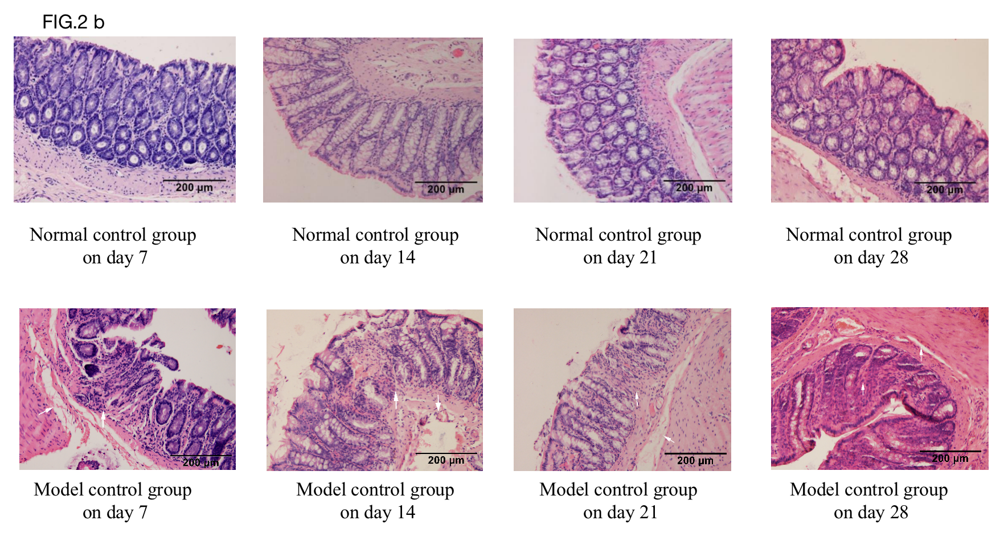 FIG.2 b
200 µm
200 µm
200 µm
200 µm
Normal control group
on day 7
Normal control group
on day 14
Normal control group
on day 21
Normal control group
on day 28
200 µm
200 µm
200 µm
200 µm
Model control group
on day 7
Model control group
on day 14
Model control group
on day 21
Model control group
on day 28